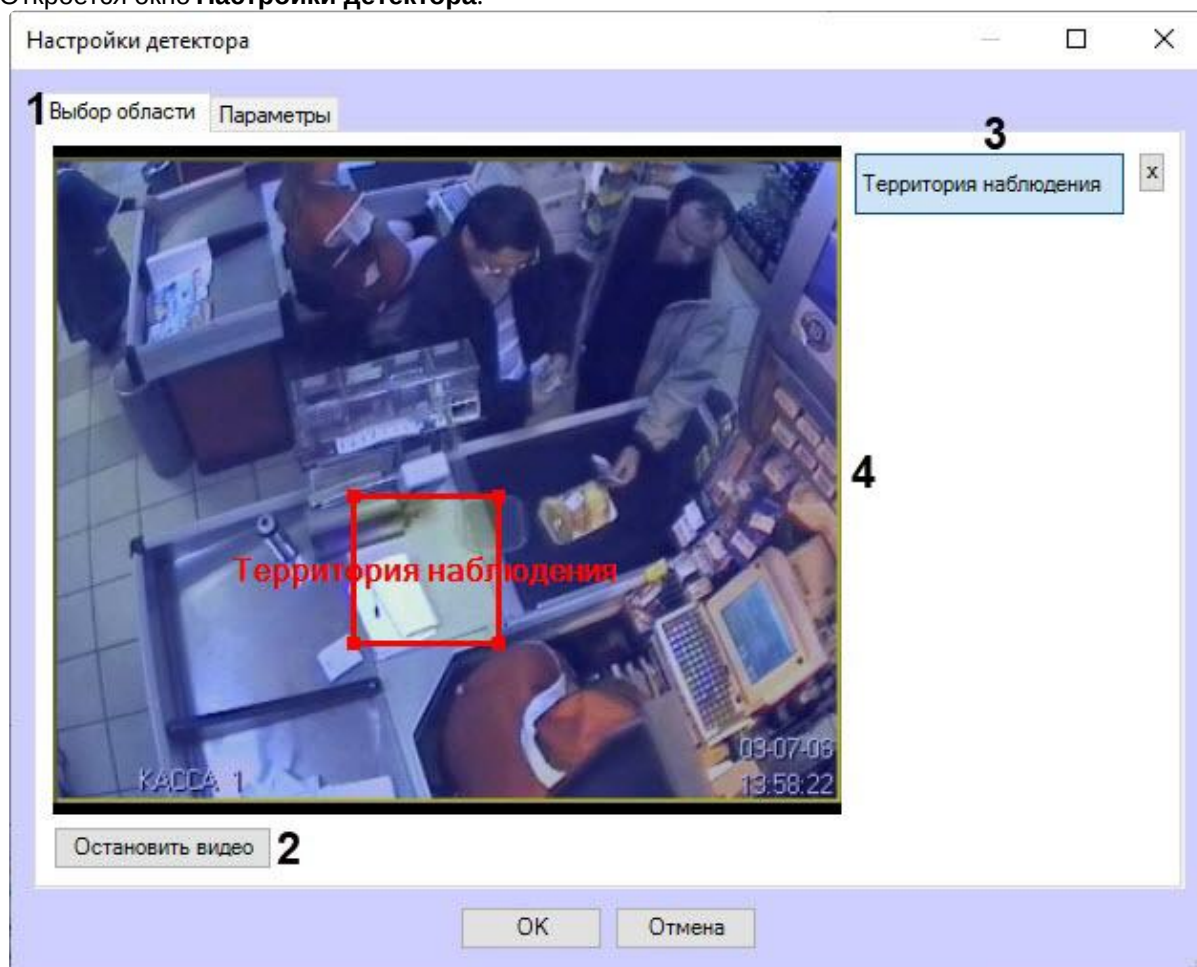 Откроется окно Настройки детектора.
Настройки детектора
1 Выбор области Параметры
3
Территория наблюдения x
4
Территория наблюдения
КАССА 1
03-07-08
13:58:22
Остановить видео 2
OK Отмена